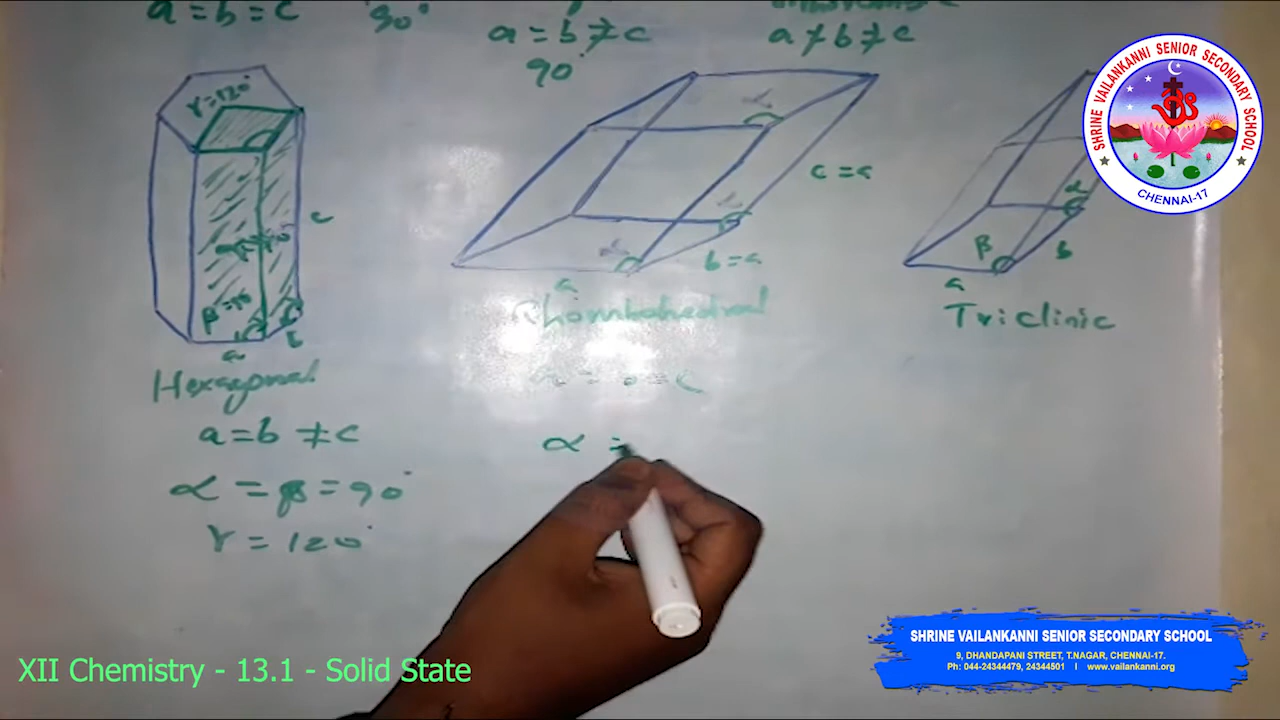 a = b = c
90°
a = b ≠ c
90°
a ≠ b ≠ c
γ=120°
c
a
b
Hexagonal
a = b ≠ c
α = β = 90°
γ = 120°
c = a
b = a
a
Rhombohedral
a = b = c
α =
α
β
b
a
Triclinic
SHRINE VAILANKANNI SENIOR SECONDARY SCHOOL
CHENNAI-17
XII Chemistry - 13.1 - Solid State
SHRINE VAILANKANNI SENIOR SECONDARY SCHOOL
9, DHANDAPANI STREET, T.NAGAR, CHENNAI-17.
Ph: 044-24344479, 24344501 I www.vailankanni.org